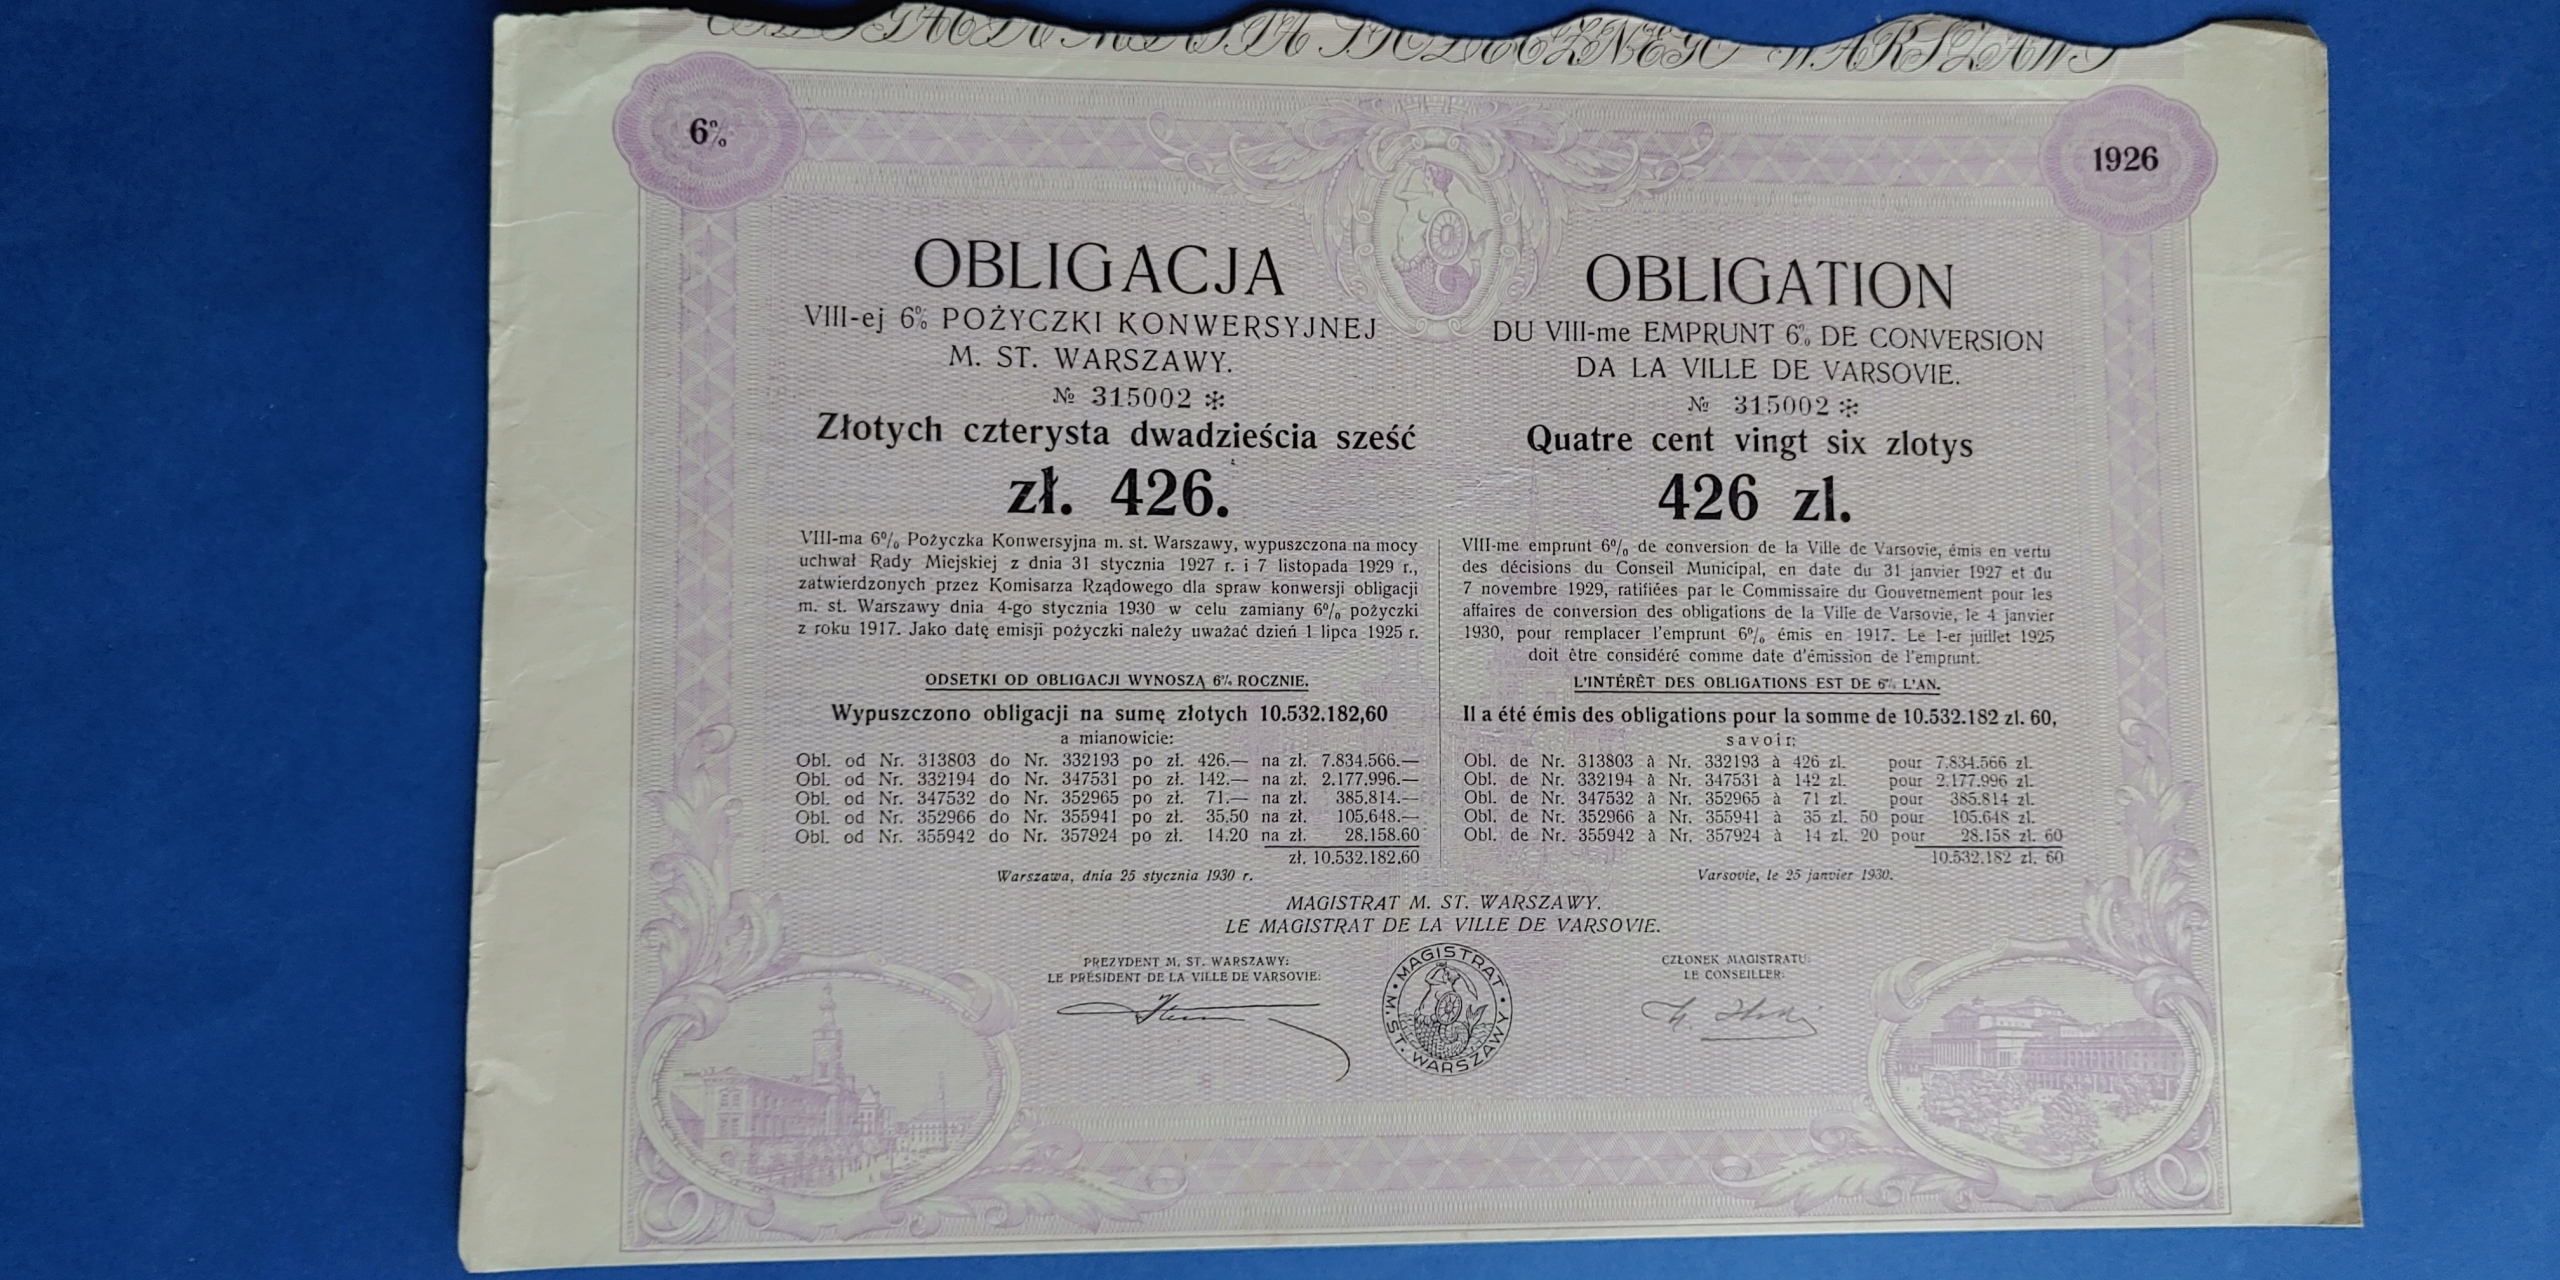 6%
1926
OBLIGACJA
VIII-ej 6% POŻYCZKI KONWERSYJNEJ
M. ST. WARSZAWY.
№ 315002 ✻
Złotych czterysta dwadzieścia sześć
zł. 426.
VIII-ma 6% Pożyczka Konwersyjna m. st. Warszawy, wypuszczona na mocy
uchwał Rady Miejskiej z dnia 31 stycznia 1927 r. i 7 listopada 1929 r.,
zatwierdzonych przez Komisarza Rządowego dla spraw konwersji obligacji
m. st. Warszawy dnia 4-go stycznia 1930 w celu zamiany 6% pożyczki
z roku 1917. Jako datę emisji pożyczki należy uważać dzień 1 lipca 1925 r.
ODSETKI OD OBLIGACJI WYNOSZĄ 6% ROCZNIE.
Wypuszczono obligacji na sumę złotych 10.532.182,60
a mianowicie:
Obl. od Nr. 313803 do Nr. 332193 po zł. 426.— na zł. 7.834.566.—
Obl. od Nr. 332194 do Nr. 347531 po zł. 142.— na zł. 2.177.996.—
Obl. od Nr. 347532 do Nr. 352965 po zł. 71.— na zł. 385.814.—
Obl. od Nr. 352966 do Nr. 355941 po zł. 35.50 na zł. 105.648.—
Obl. od Nr. 355942 do Nr. 357924 po zł. 14.20 na zł. 28.158.60
zł. 10.532.182.60
Warszawa, dnia 25 stycznia 1930 r.
OBLIGATION
DU VIII-me EMPRUNT 6% DE CONVERSION
DA LA VILLE DE VARSOVIE.
№ 315002 ✻
Quatre cent vingt six zlotys
426 zl.
VIII-me emprunt 6% de conversion de la Ville de Varsovie, émis en vertu
des décisions du Conseil Municipal, en date du 31 janvier 1927 et du
7 novembre 1929, ratifiées par le Commissaire du Gouvernement pour les
affaires de conversion des obligations de la Ville de Varsovie, le 4 janvier
1930, pour remplacer l'emprunt 6% émis en 1917. Le 1-er juillet 1925
doit être considéré comme date d'émission de l'emprunt.
L'INTÉRÊT DES OBLIGATIONS EST DE 6% L'AN.
Il a été émis des obligations pour la somme de 10.532.182 zl. 60,
savoir:
Obl. de Nr. 313803 à Nr. 332193 à 426 zl. pour 7.834.566 zl.
Obl. de Nr. 332194 à Nr. 347531 à 142 zl. pour 2.177.996 zl.
Obl. de Nr. 347532 à Nr. 352965 à 71 zl. pour 385.814 zl.
Obl. de Nr. 352966 à Nr. 355941 à 35 zl. 50 pour 105.648 zl.
Obl. de Nr. 355942 à Nr. 357924 à 14 zl. 20 pour 28.158 zl. 60
10.532.182 zl. 60
Varsovie, le 25 janvier 1930.
MAGISTRAT M. ST. WARSZAWY.
LE MAGISTRAT DE LA VILLE DE VARSOVIE.
PREZYDENT M. ST. WARSZAWY:
LE PRÉSIDENT DE LA VILLE DE VARSOVIE:
MAGISTRAT
M. ST. WARSZAWY
CZŁONEK MAGISTRATU:
LE CONSEILLER: